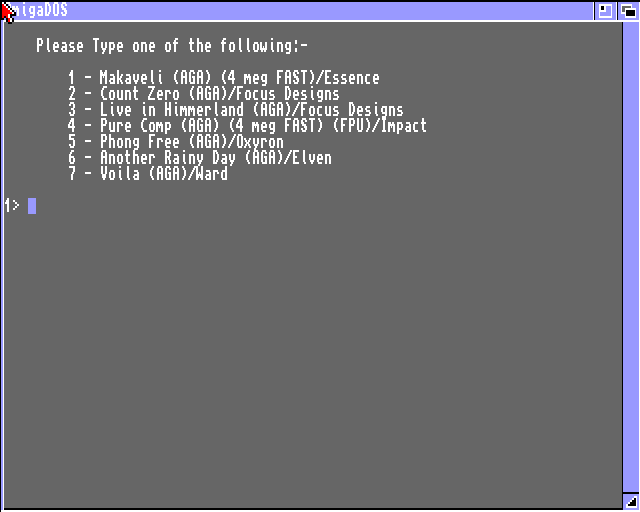 migaDOS
Please Type one of the following:-
1 - Makaveli (AGA) (4 meg FAST)/Essence
2 - Count Zero (AGA)/Focus Designs
3 - Live in Himmerland (AGA)/Focus Designs
4 - Pure Comp (AGA) (4 meg FAST) (FPU)/Impact
5 - Phong Free (AGA)/Oxyron
6 - Another Rainy Day (AGA)/Elven
7 - Voila (AGA)/Ward
1>